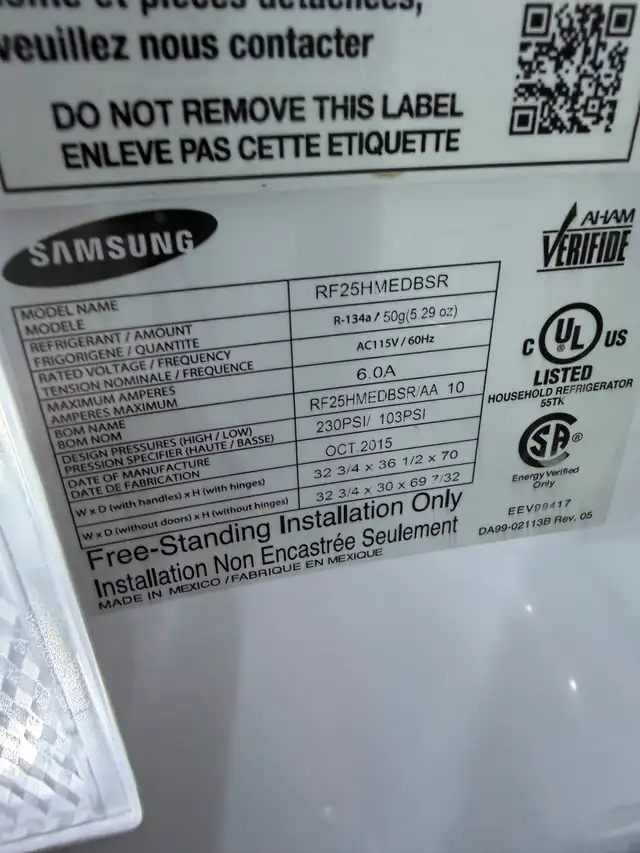 et pièces détachées,
veuillez nous contacter
DO NOT REMOVE THIS LABEL
ENLEVE PAS CETTE ETIQUETTE
SAMSUNG
AHAM
VERIFIDE
MODEL NAME
MODELE
RF25HMEDBSR
REFRIGERANT / AMOUNT
FRIGORIGENE / QUANTITE
R-134a / 50g(5.29 oz)
RATED VOLTAGE / FREQUENCY
TENSION NOMINALE / FREQUENCE
AC115V / 60Hz
MAXIMUM AMPERES
AMPERES MAXIMUM
6.0A
BOM NAME
BOM NOM
RF25HMEDBSR/AA 10
DESIGN PRESSURES (HIGH / LOW)
PRESSION SPECIFIER (HAUTE / BASSE)
230PSI/ 103PSI
DATE OF MANUFACTURE
DATE DE FABRICATION
OCT.2015
W x D (with handles) x H (with hinges)
32 3/4 x 36 1/2 x 70
W x D (without doors) x H (without hinges)
32 3/4 x 30 x 69 7/32
C UL US
®
LISTED
HOUSEHOLD REFRIGERATOR
55TK
SA®
Energy Verified
Only
EEV99417
DA99-02113B Rev. 05
Free-Standing Installation Only
Installation Non Encastrée Seulement
MADE IN MEXICO / FABRIQUE EN MEXIQUE